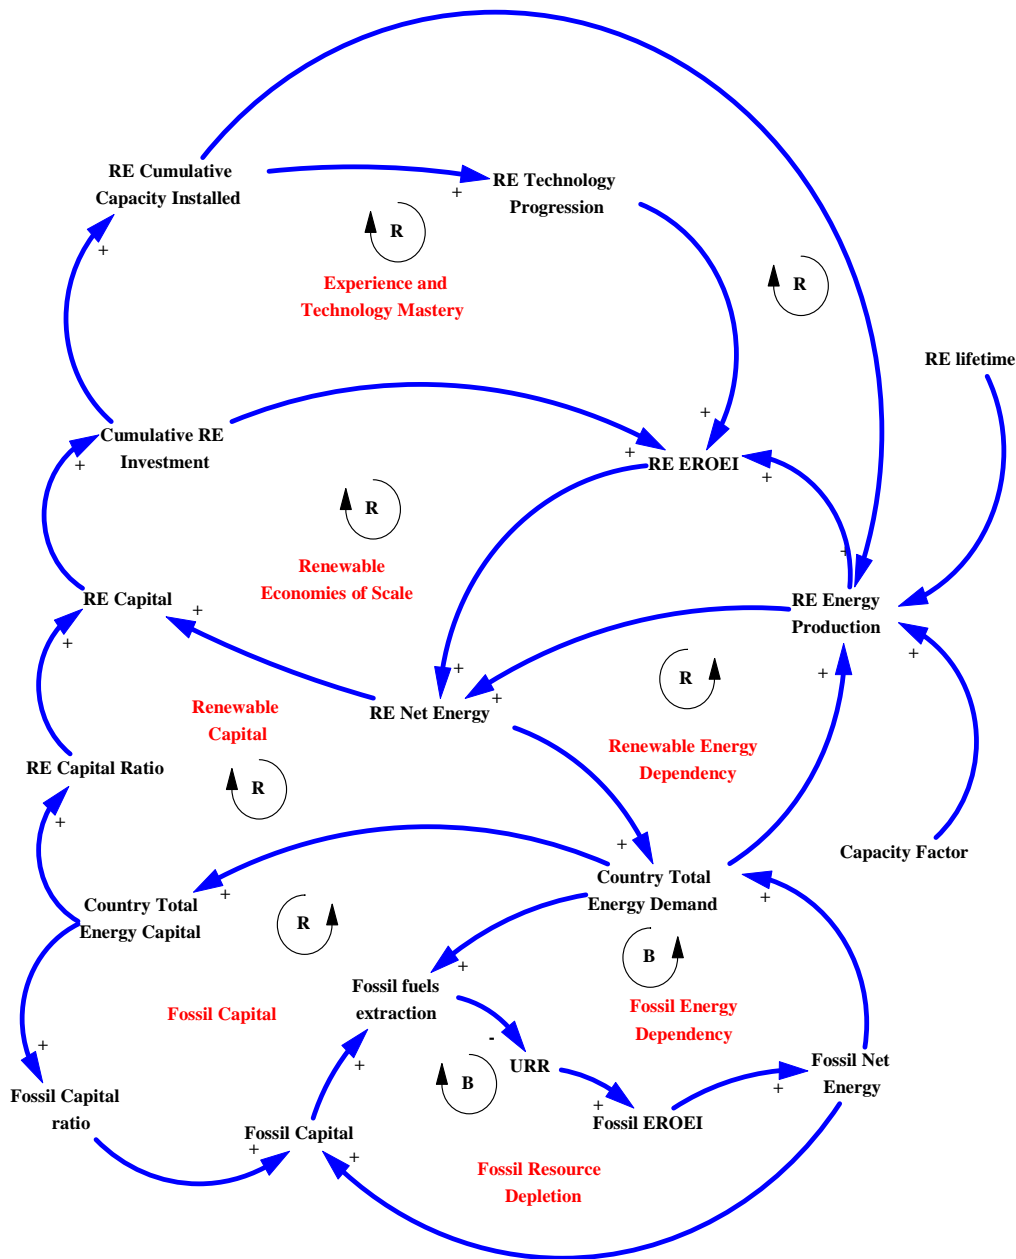 RE Cumulative
Capacity Installed
+
RE Technology
Progression
+
R
Experience and
Technology Mastery
R
RE lifetime
+
Cumulative RE
Investment
+
+
RE EROEI
+
R
Renewable
Economies of Scale
+
RE Capital
+
+
RE Energy
Production
+
+
R
+
+
RE Net Energy
Renewable
Capital
Renewable Energy
Dependency
RE Capital Ratio
R
+
+
Capacity Factor
Country Total
Energy Demand
+
+
Country Total
Energy Capital
R
B
+
Fossil fuels
extraction
Fossil Capital
Fossil Energy
Dependency
-
+
URR
+
B
Fossil Net
Energy
+
Fossil Capital
ratio
+
Fossil EROEI
Fossil Capital
+
+
Fossil Resource
Depletion